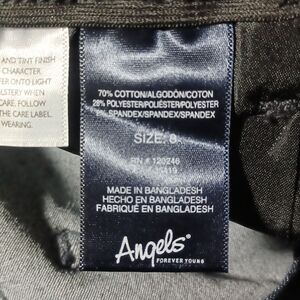 AND TINT FINISH
CHARACTER
FER ONTO LIGHT
LSTERY WHEN
CARE. FOLLOW
THE CARE LABEL
WEARING.
70% COTTON/ALGODÓN/COTON
28% POLYESTER/POLIÉSTER/POLYESTER
2% SPANDEX/SPANDEX/SPANDEX
SIZE: 8
RN # 120246
MADE IN BANGLADESH
HECHO EN BANGLADESH
FABRIQUÉ EN BANGLADESH
Angels
FOREVER YOUNG